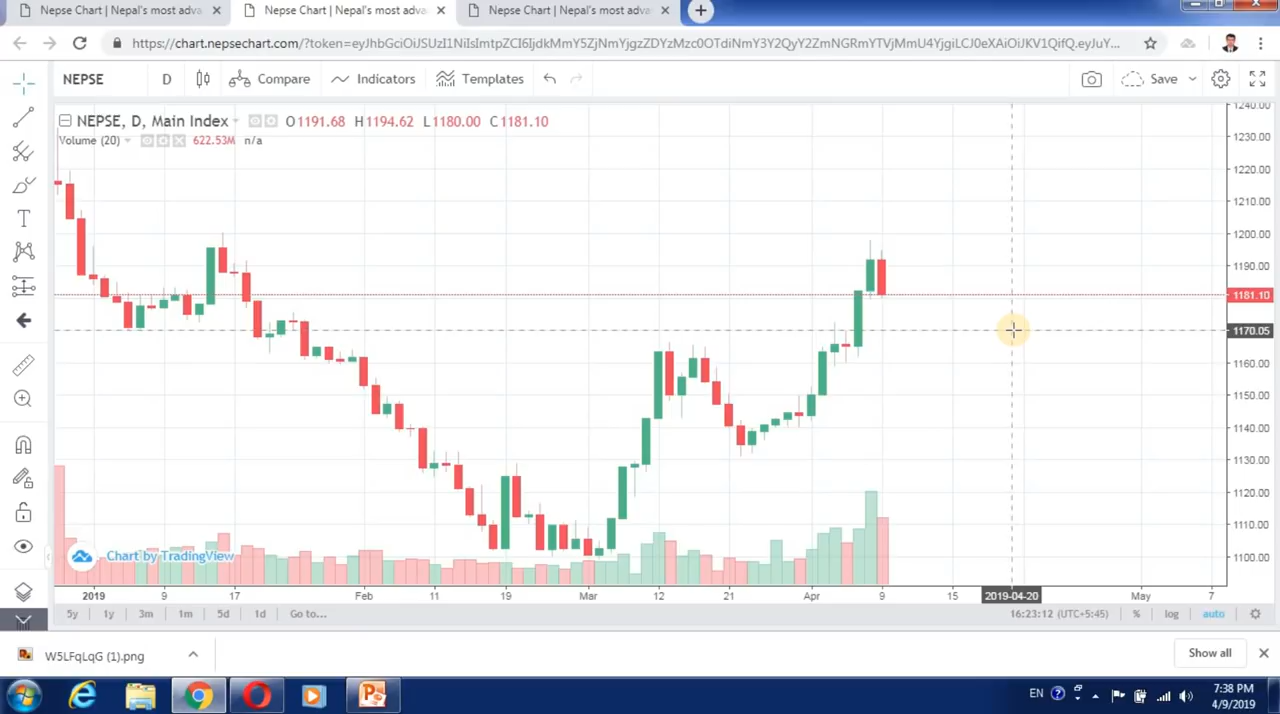 Nepse Chart | Nepal's most adva
Nepse Chart | Nepal's most adva
Nepse Chart | Nepal's most adva
https://chart.nepsechart.com/?token=eyJhbGciOiJSUzI1NiIsImtpZCI6IjdkMmY5ZjNmYjgzZDYzMzc0OTdiNmY3Y2QyY2ZmNGRmYTVjMmU4YjgiLCJ0eXAiOiJKV1QifQ.eyJuY...
NEPSE D Compare Indicators Templates Save
NEPSE, D, Main Index O1191.68 H1194.62 L1180.00 C1181.10
Volume (20) 622.53M n/a
1240.00
1230.00
1220.00
1210.00
1200.00
1190.00
1181.10
1170.05
1160.00
1150.00
1140.00
1130.00
1120.00
1110.00
1100.00
Chart by TradingView
2019 9 17 Feb 11 19 Mar 12 21 Apr 9 15 2019-04-20 May 7
5y 1y 3m 1m 5d 1d Go to... 16:23:12 (UTC+5:45) % log auto
W5LFqLqG (1).png Show all
EN 7:38 PM
4/9/2019